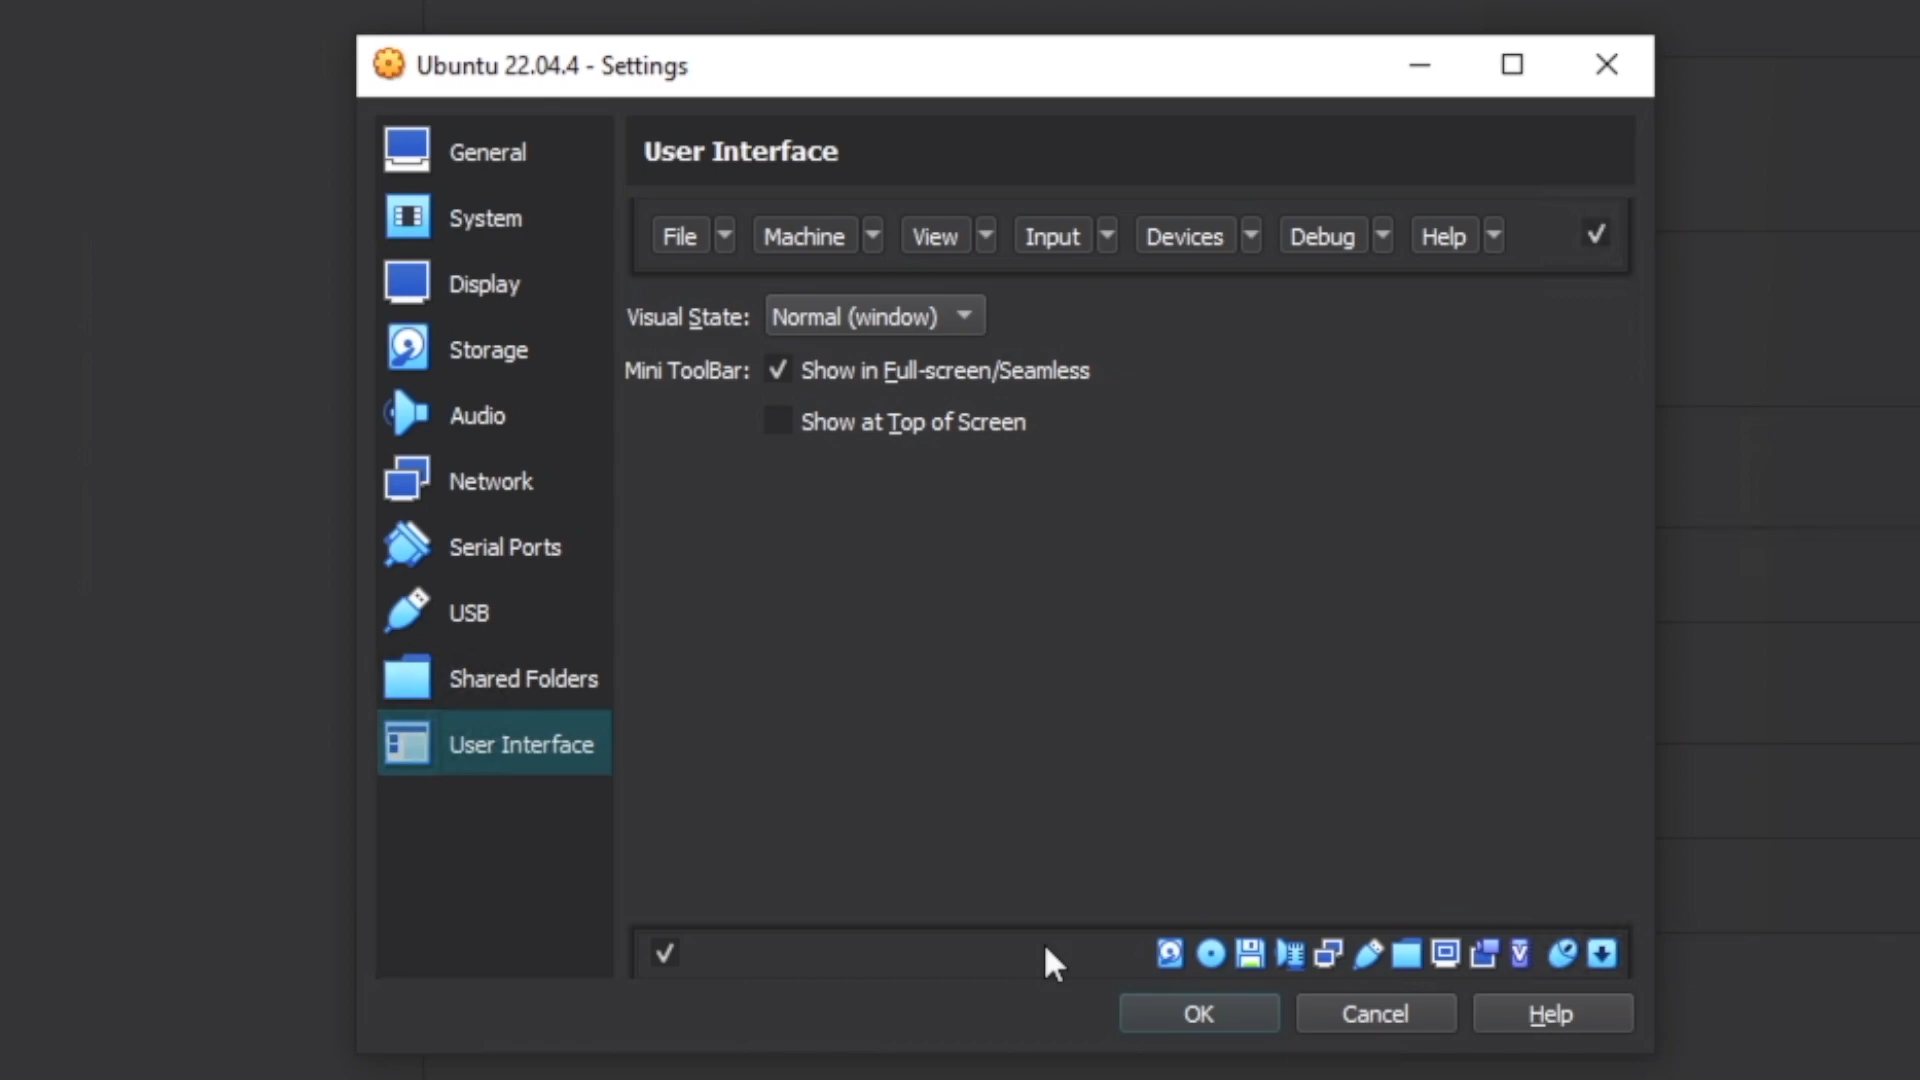 Ubuntu 22.04.4 - Settings
General
System
Display
Storage
Audio
Network
Serial Ports
USB
Shared Folders
User Interface
User Interface
File Machine View Input Devices Debug Help
Visual State: Normal (window)
Mini ToolBar: Show in Full-screen/Seamless
Show at Top of Screen
OK Cancel Help